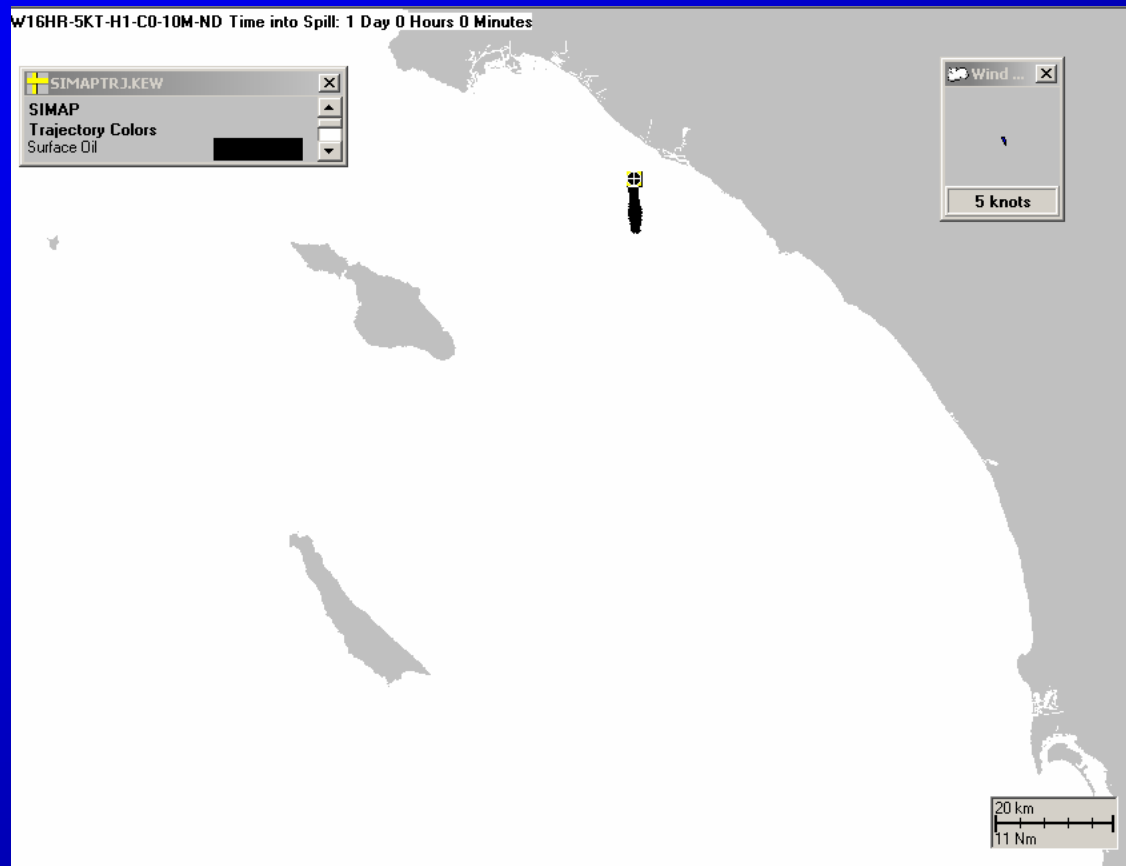 W16HR-5KT-H1-C0-10M-ND Time into Spill: 1 Day 0 Hours 0 Minutes
SIMAPTRJ.KEW
SIMAP
Trajectory Colors
Surface Oil
Wind ...
5 knots
20 km
11 Nm